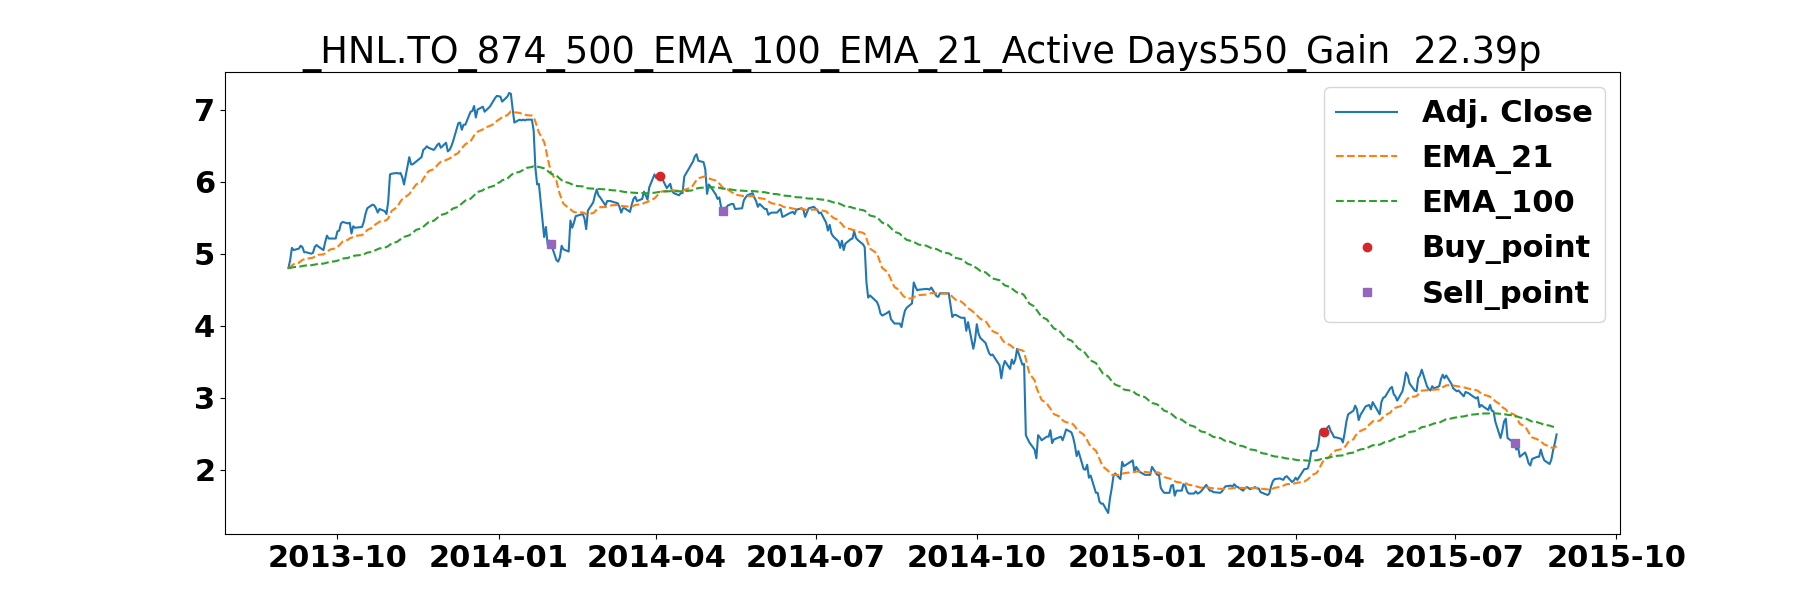 _HNL.TO_874_500_EMA_100_EMA_21_Active Days550_Gain  22.39p
7
6
5
4
3
2
Adj. Close
EMA_21
EMA_100
Buy_point
Sell_point
2013-10 2014-01 2014-04 2014-07 2014-10 2015-01 2015-04 2015-07 2015-10